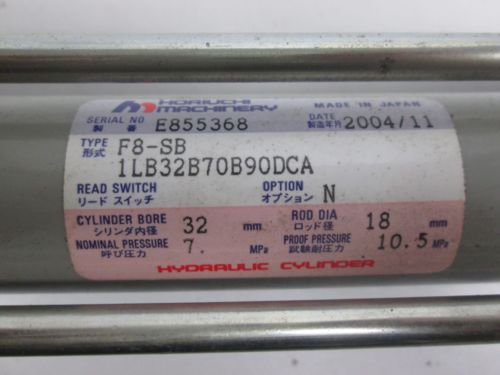 HORIUCHI
MACHINERY MADE IN JAPAN
SERIAL NO E855368 DATE 2004/11
製番 製造年月
TYPE F8-SB
形式 1LB32B70B90DCA
READ SWITCH OPTION N
リード スイッチ オプション
CYLINDER BORE 32 mm ROD DIA 18 mm
シリンダ内径 ロッド径
NOMINAL PRESSURE 7. MPa PROOF PRESSURE 10.5 MPa
呼び圧力 試験耐圧力
HYDRAULIC CYLINDER